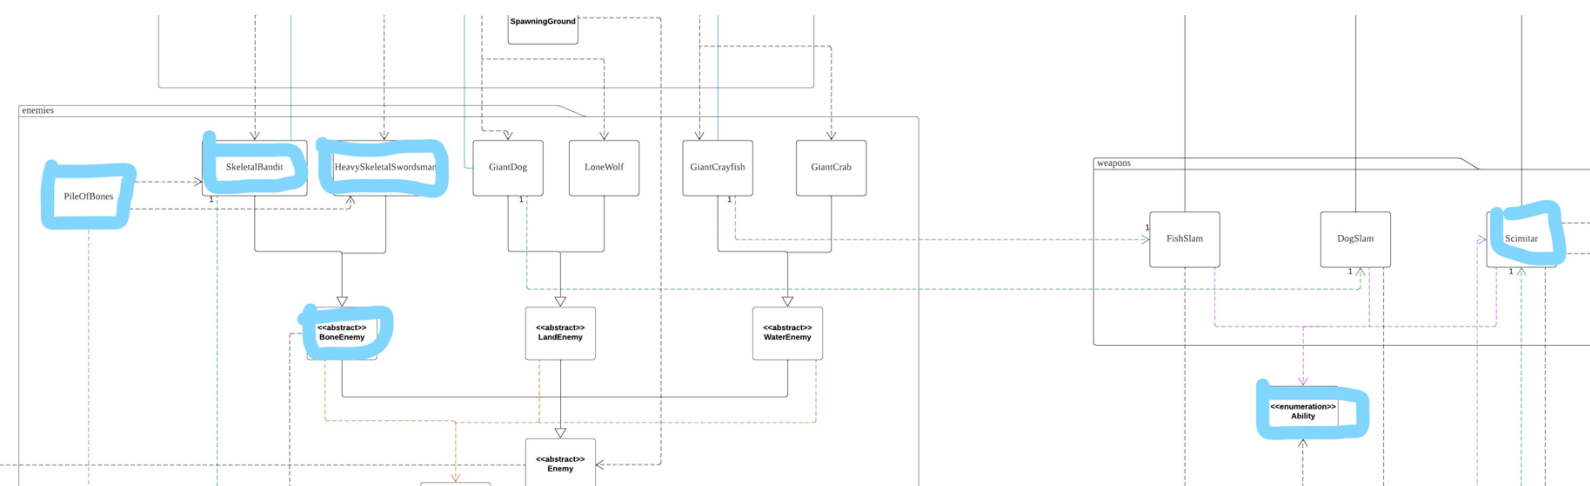 SpawningGround
enemies
SkeletalBandit
HeavySkeletalSwordsman
GiantDog
LoneWolf
GiantCrayfish
GiantCrab
PileOfBones
weapons
1
1
1
1
FishSlam
DogSlam
Scimitar
1
1
<<abstract>>
BoneEnemy
<<abstract>>
LandEnemy
<<abstract>>
WaterEnemy
<<enumeration>>
Ability
<<abstract>>
Enemy